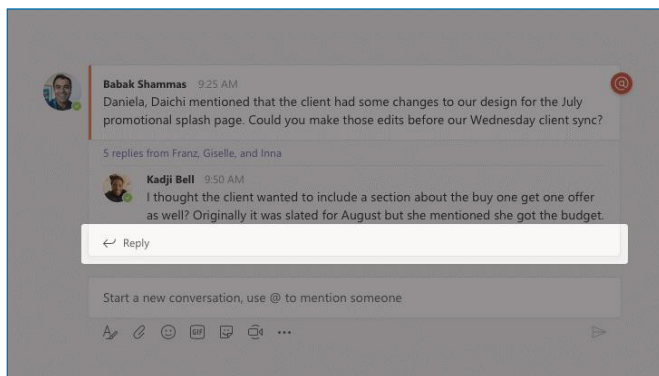 Babak Shammas 9:25 AM
Daniela, Daichi mentioned that the client had some changes to our design for the July
promotional splash page. Could you make those edits before our Wednesday client sync?
5 replies from Franz, Giselle, and Inna
Kadji Bell 9:50 AM
I thought the client wanted to include a section about the buy one get one offer
as well? Originally it was slated for August but she mentioned she got the budget.
Reply
Start a new conversation, use @ to mention someone
GIF